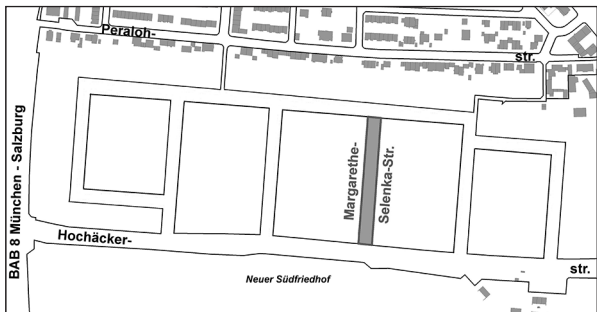 Peraloh-
str.
BAB 8 München - Salzburg
Margarethe-
Selenka-Str.
Hochäcker-
str.
Neuer Südfriedhof